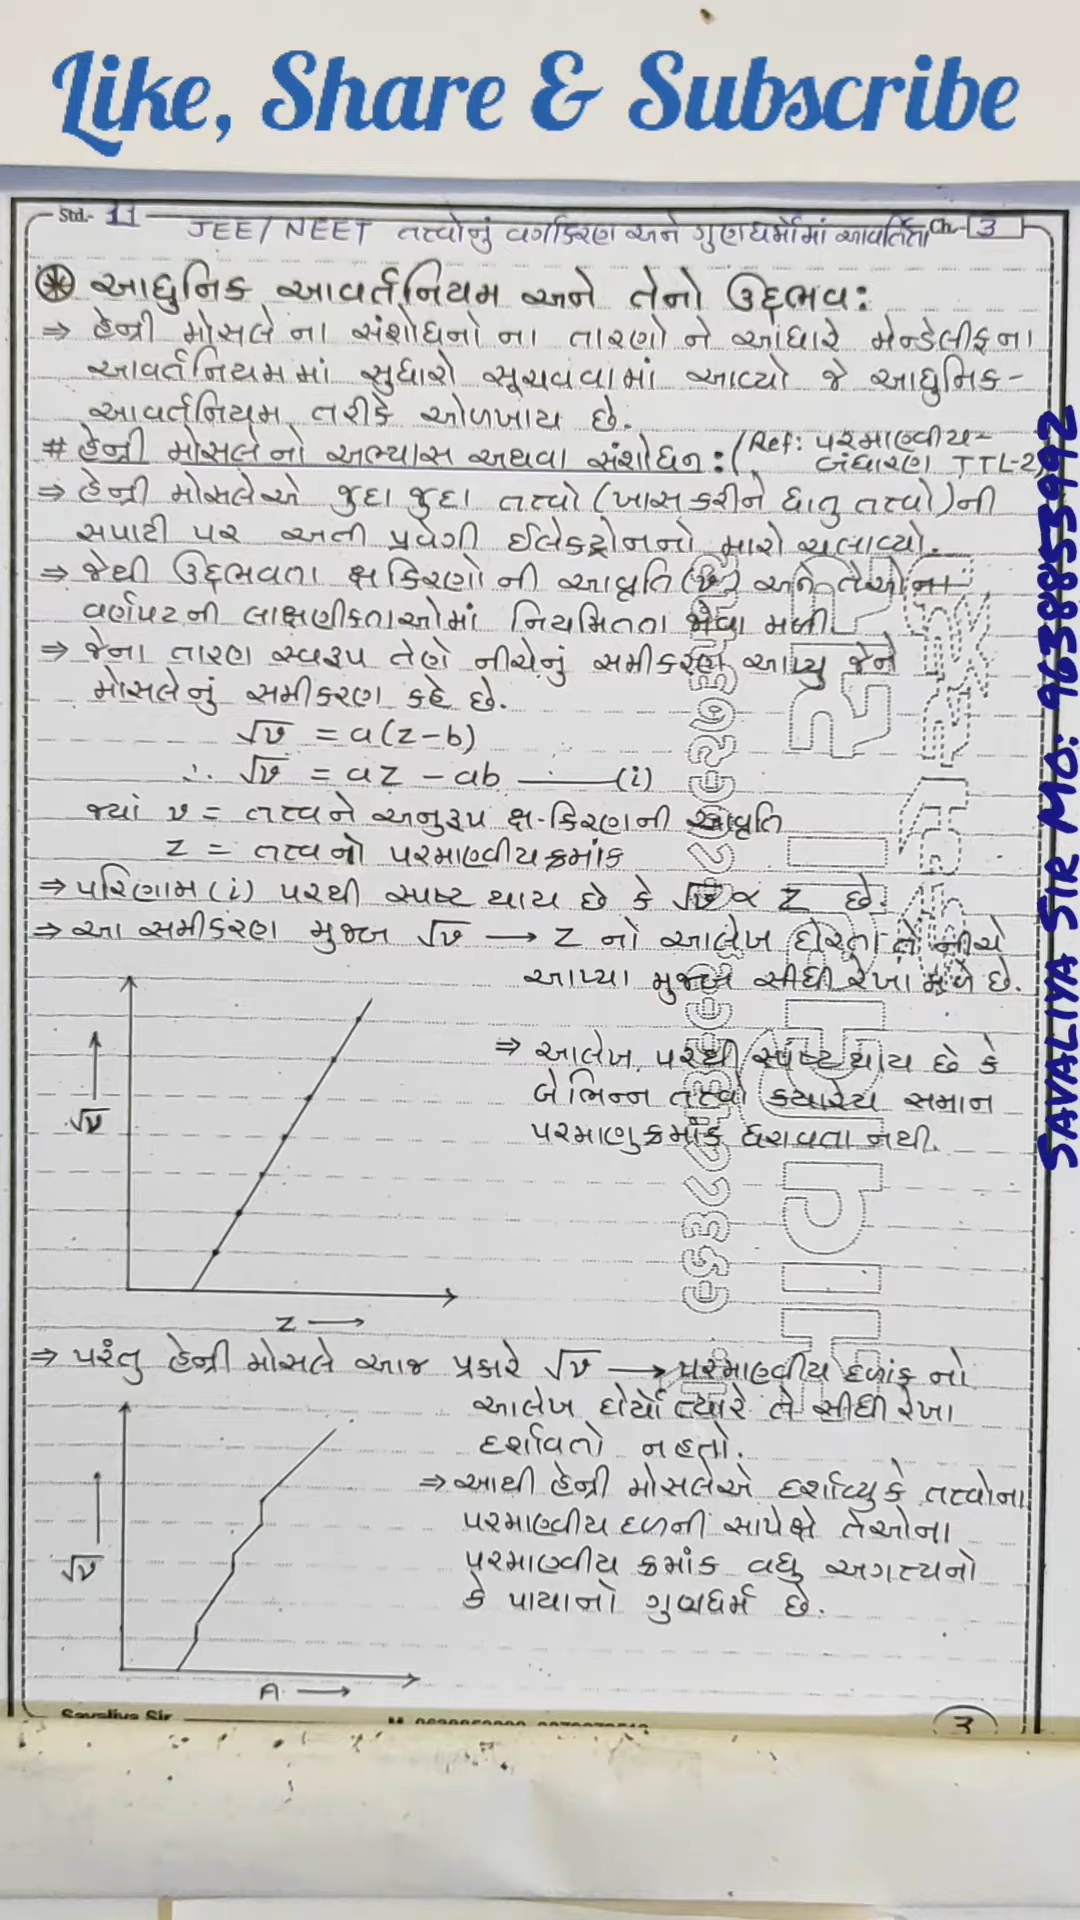 Like, Share & Subscribe
Std.- 11
JEE/NEET તત્ત્વોનું વર્ગીકરણ અને ગુણધર્મોમાં આવર્તિતા
Ch- 3
આધુનિક આવર્તનિયમ અને તેનો ઉદ્દભવ:
⇒ હેન્રી મોસલે ના સંશોધનો ના તારણો ને આધારે મેન્ડેલીફના
આવર્તનિયમમાં સુધારો સૂચવવામાં આવ્યો જે આધુનિક-
આવર્તનિયમ તરીકે ઓળખાય છે.
# હેન્રી મોસલેનો અભ્યાસ અથવા સંશોધન: (Ref: પરમાણ્વીય-
બંધારણ TTL-2)
⇒ હેન્રી મોસલેએ જુદા જુદા તત્વો (ખાસ કરીને ધાતુ તત્વો)ની
સપાટી પર અતી પ્રવેગી ઈલેક્ટ્રોનનો મારો ચલાવ્યો.
⇒ જેથી ઉદ્દભવતા ક્ષ કિરણો ની આવૃતિ (ν) અને તેઓના
વર્ણપટની લાક્ષણીકતાઓમાં નિયમિતતા જોવા મળી.
⇒ જેના તારણ સ્વરૂપ તેણે નીચેનું સમીકરણ આપ્યુ જેને
મોસલેનું સમીકરણ કહે છે.
√ν = a(z-b)
∴ √ν = az - ab ——— (i)
જ્યાં ν = તત્વને અનુરૂપ ક્ષ-કિરણની આવૃતિ
z = તત્વનો પરમાણ્વીય ક્રમાંક
⇒ પરિણામ (i) પરથી સ્પષ્ટ થાય છે કે √ν ∝ Z છે.
⇒ આ સમીકરણ મુજબ √ν → Z નો આલેખ દોરતા તે નીચે
આપ્યા મુજબ સીધી રેખા મળે છે.
⇒ આલેખ પરથી સ્પષ્ટ થાય છે કે
બે ભિન્ન તત્વો ક્યારેય સમાન
પરમાણુક્રમાંક ધરાવતા નથી.
√ν
Z →
⇒ પરંતુ હેન્રી મોસલે આજ પ્રકારે √ν → પરમાણ્વીય દળાંક નો
આલેખ દોર્યો ત્યારે તે સીધી રેખા
દર્શાવતો નહતો.
⇒ આથી હેન્રી મોસલેએ દર્શાવ્યુ કે તત્વોના
પરમાણ્વીય દળની સાપેક્ષે તેઓના
પરમાણ્વીય ક્રમાંક વધુ અગત્યનો
કે પાયાનો ગુણધર્મ છે.
√ν
A →
Savaliya Sir
3
SAVALIYA SIR MO: 9638853992